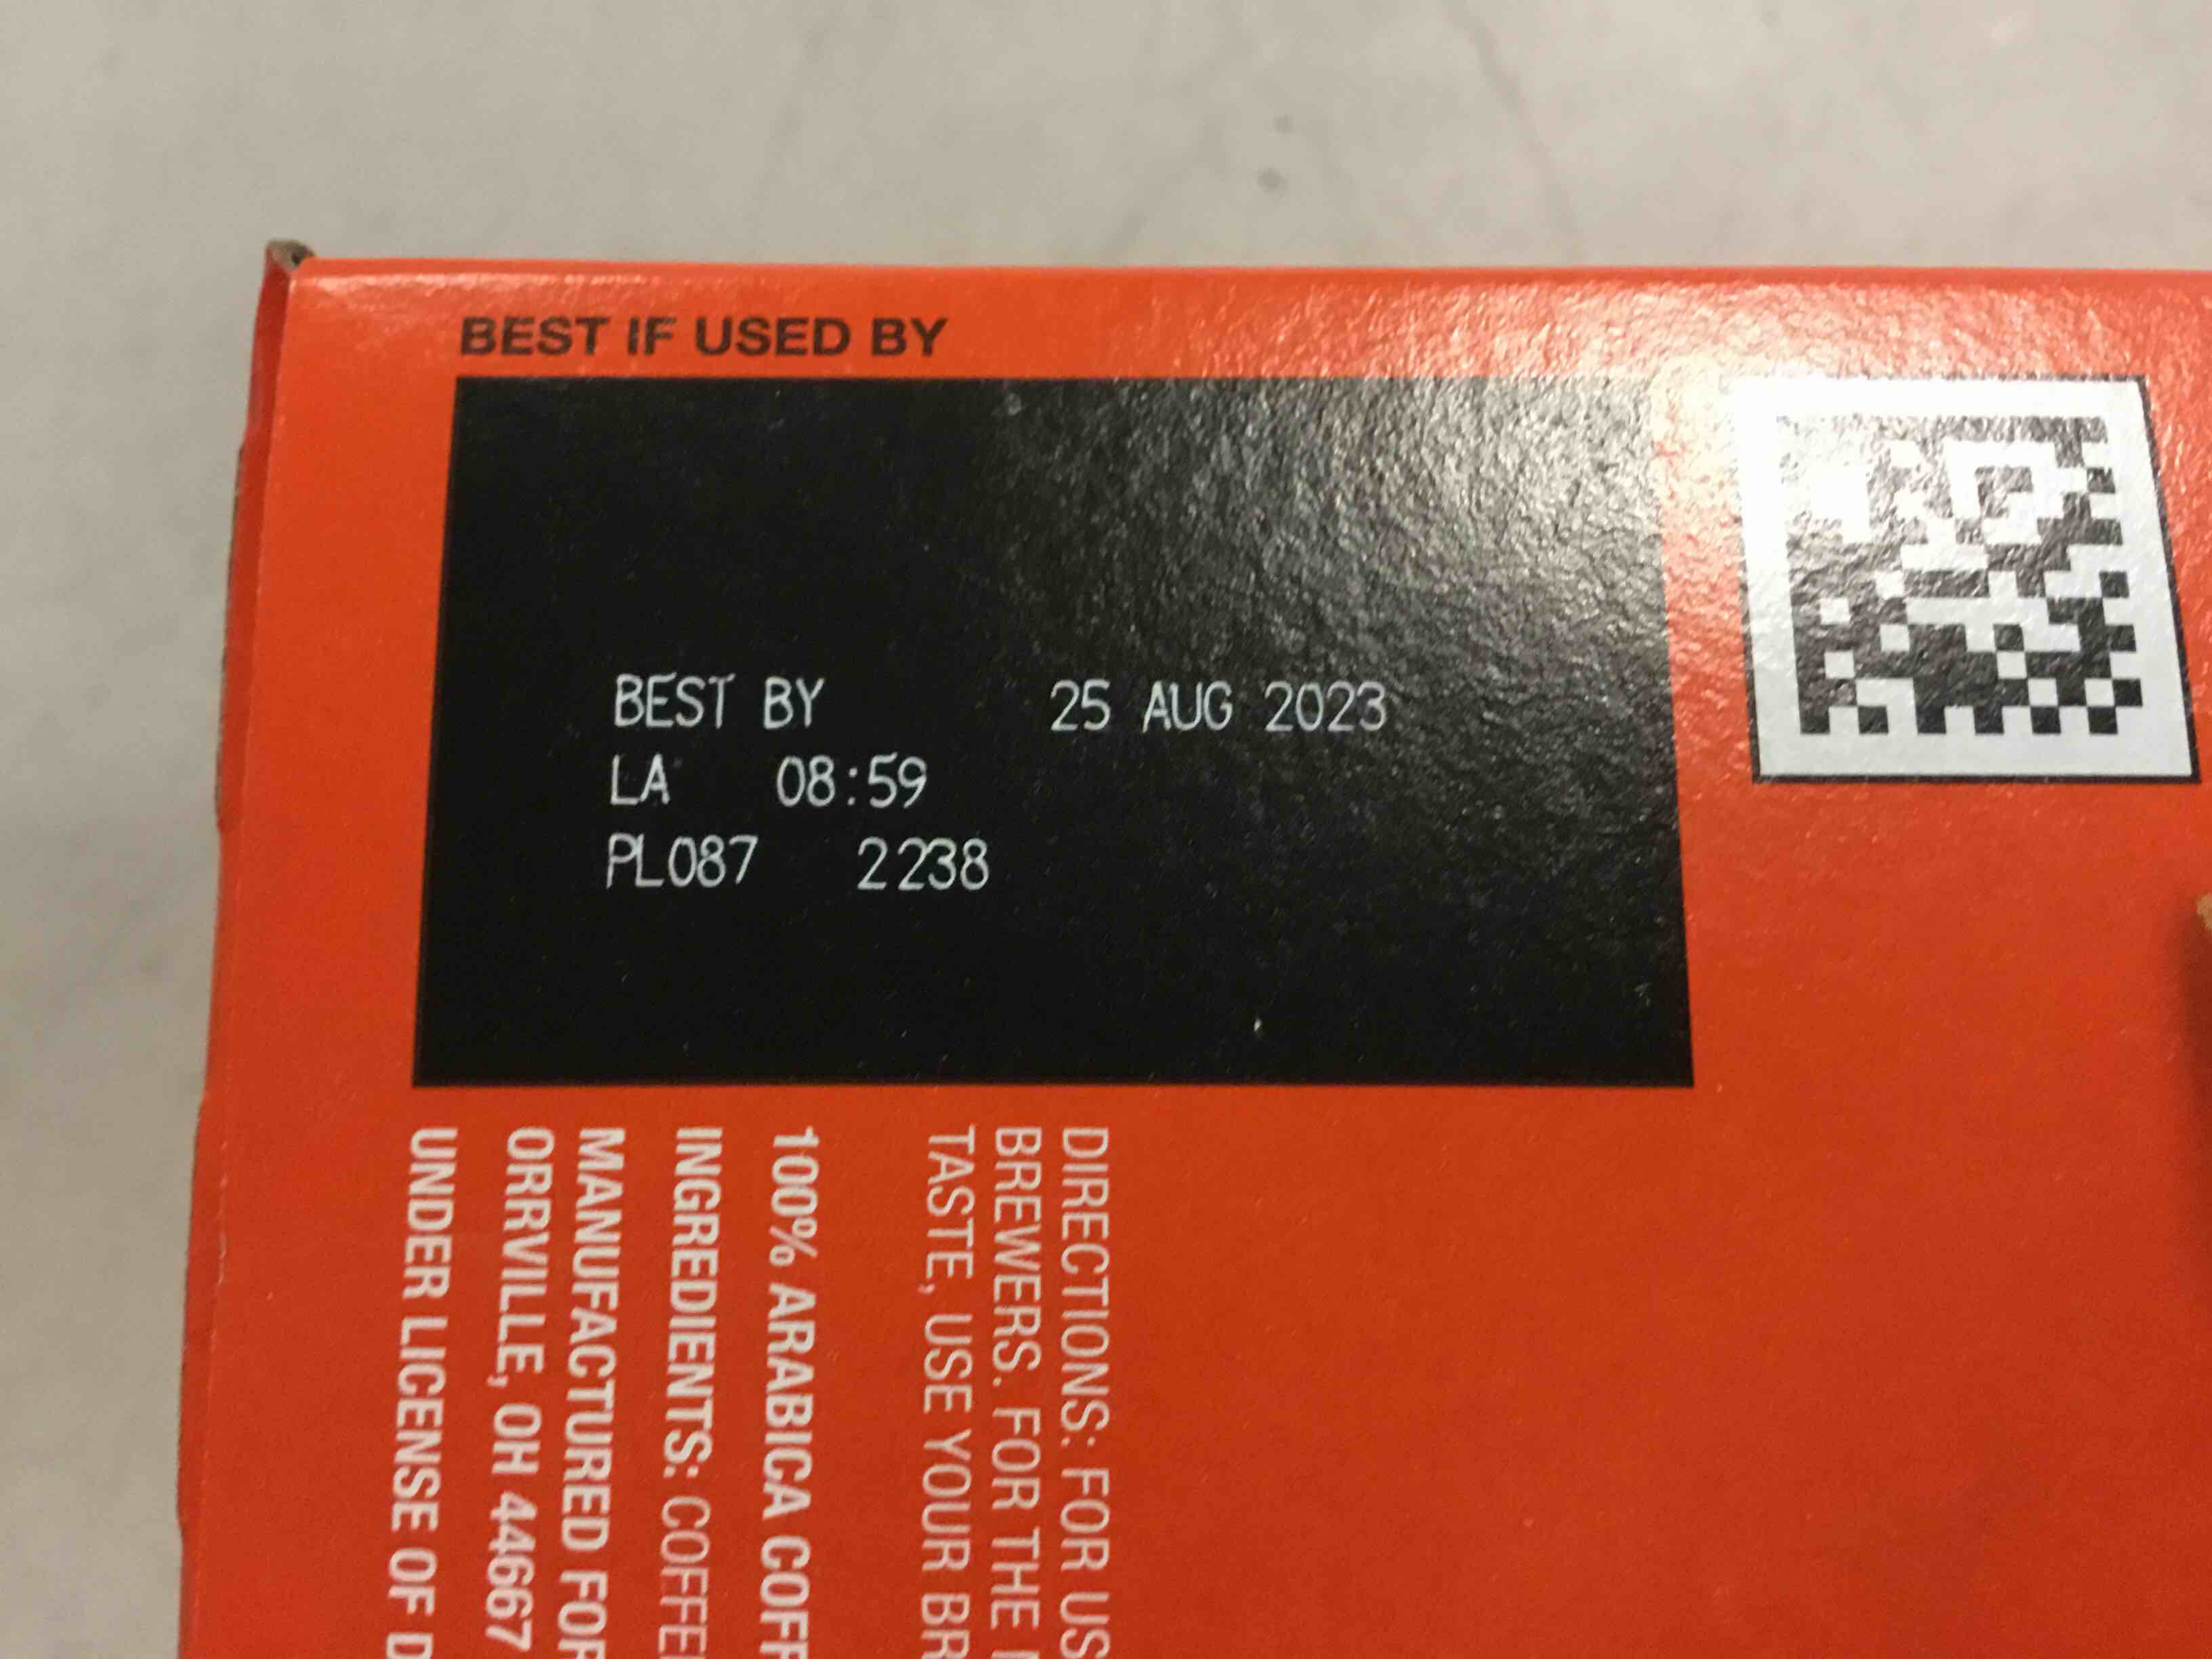 BEST IF USED BY
BEST BY 25 AUG 2023
LA 08:59
PL087 2238
DIRECTIONS: FOR US
BREWERS. FOR THE
TASTE, USE YOUR BR
100% ARABICA COFF
INGREDIENTS: COFFE
MANUFACTURED FOR
ORRVILLE, OH 44667
UNDER LICENSE OF D